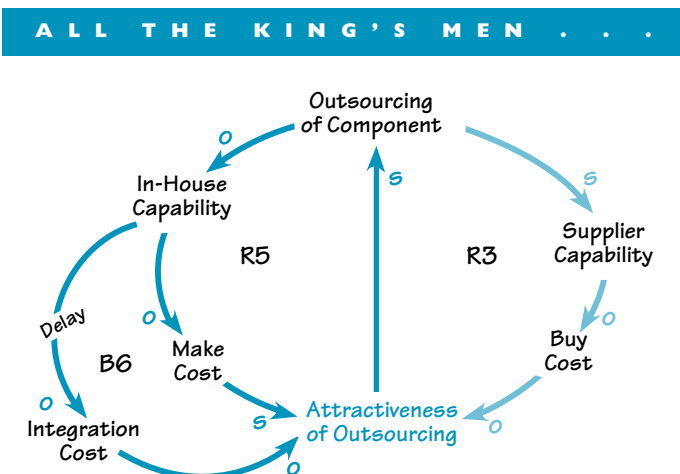 ALL THE KING'S MEN . . .
Outsourcing
of Component
O
S
S
In-House
Capability
R5
R3
Supplier
Capability
Delay
O
O
B6
Make
Cost
Buy
Cost
O
Integration
Cost
S
Attractiveness
of Outsourcing
O
O